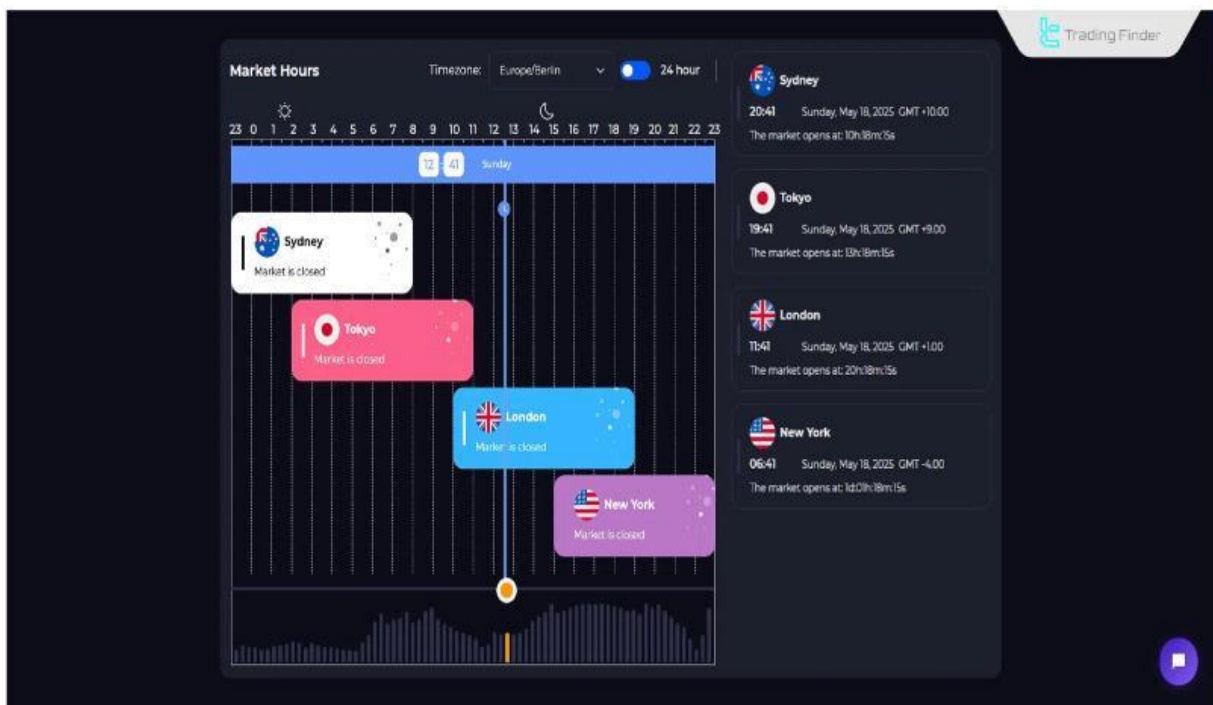 Trading Finder
Market Hours
Timezone:
Europe/Berlin
24 hour
23 0 1 2 3 4 5 6 7 8 9 10 11 12 13 14 15 16 17 18 19 20 21 22 23
12 : 41 Sunday
Sydney
Market is closed
Tokyo
Market is closed
London
Market is closed
New York
Market is closed
Sydney
20:41 Sunday, May 18, 2025 GMT +10:00
The market opens at: 10h:18m:15s
Tokyo
19:41 Sunday, May 18, 2025 GMT +9:00
The market opens at: 13h:18m:15s
London
11:41 Sunday, May 18, 2025 GMT +1:00
The market opens at: 20h:18m:15s
New York
06:41 Sunday, May 18, 2025 GMT -4:00
The market opens at: 1d:01h:18m:15s